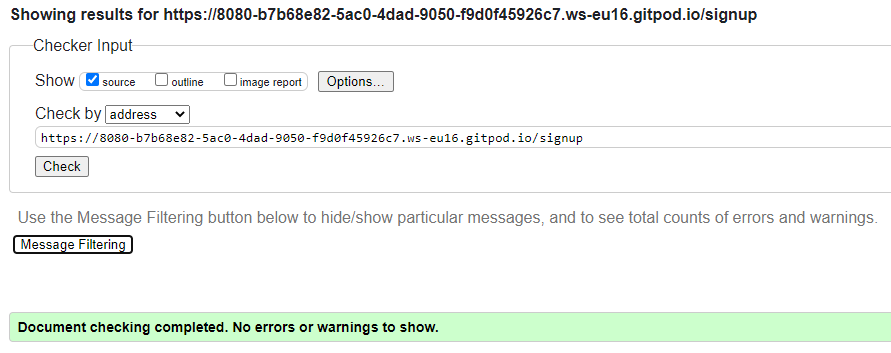 Showing results for https://8080-b7b68e82-5ac0-4dad-9050-f9d0f45926c7.ws-eu16.gitpod.io/signup
Checker Input
Show source outline image report Options...
Check by address
https://8080-b7b68e82-5ac0-4dad-9050-f9d0f45926c7.ws-eu16.gitpod.io/signup
Check
Use the Message Filtering button below to hide/show particular messages, and to see total counts of errors and warnings.
Message Filtering
Document checking completed. No errors or warnings to show.